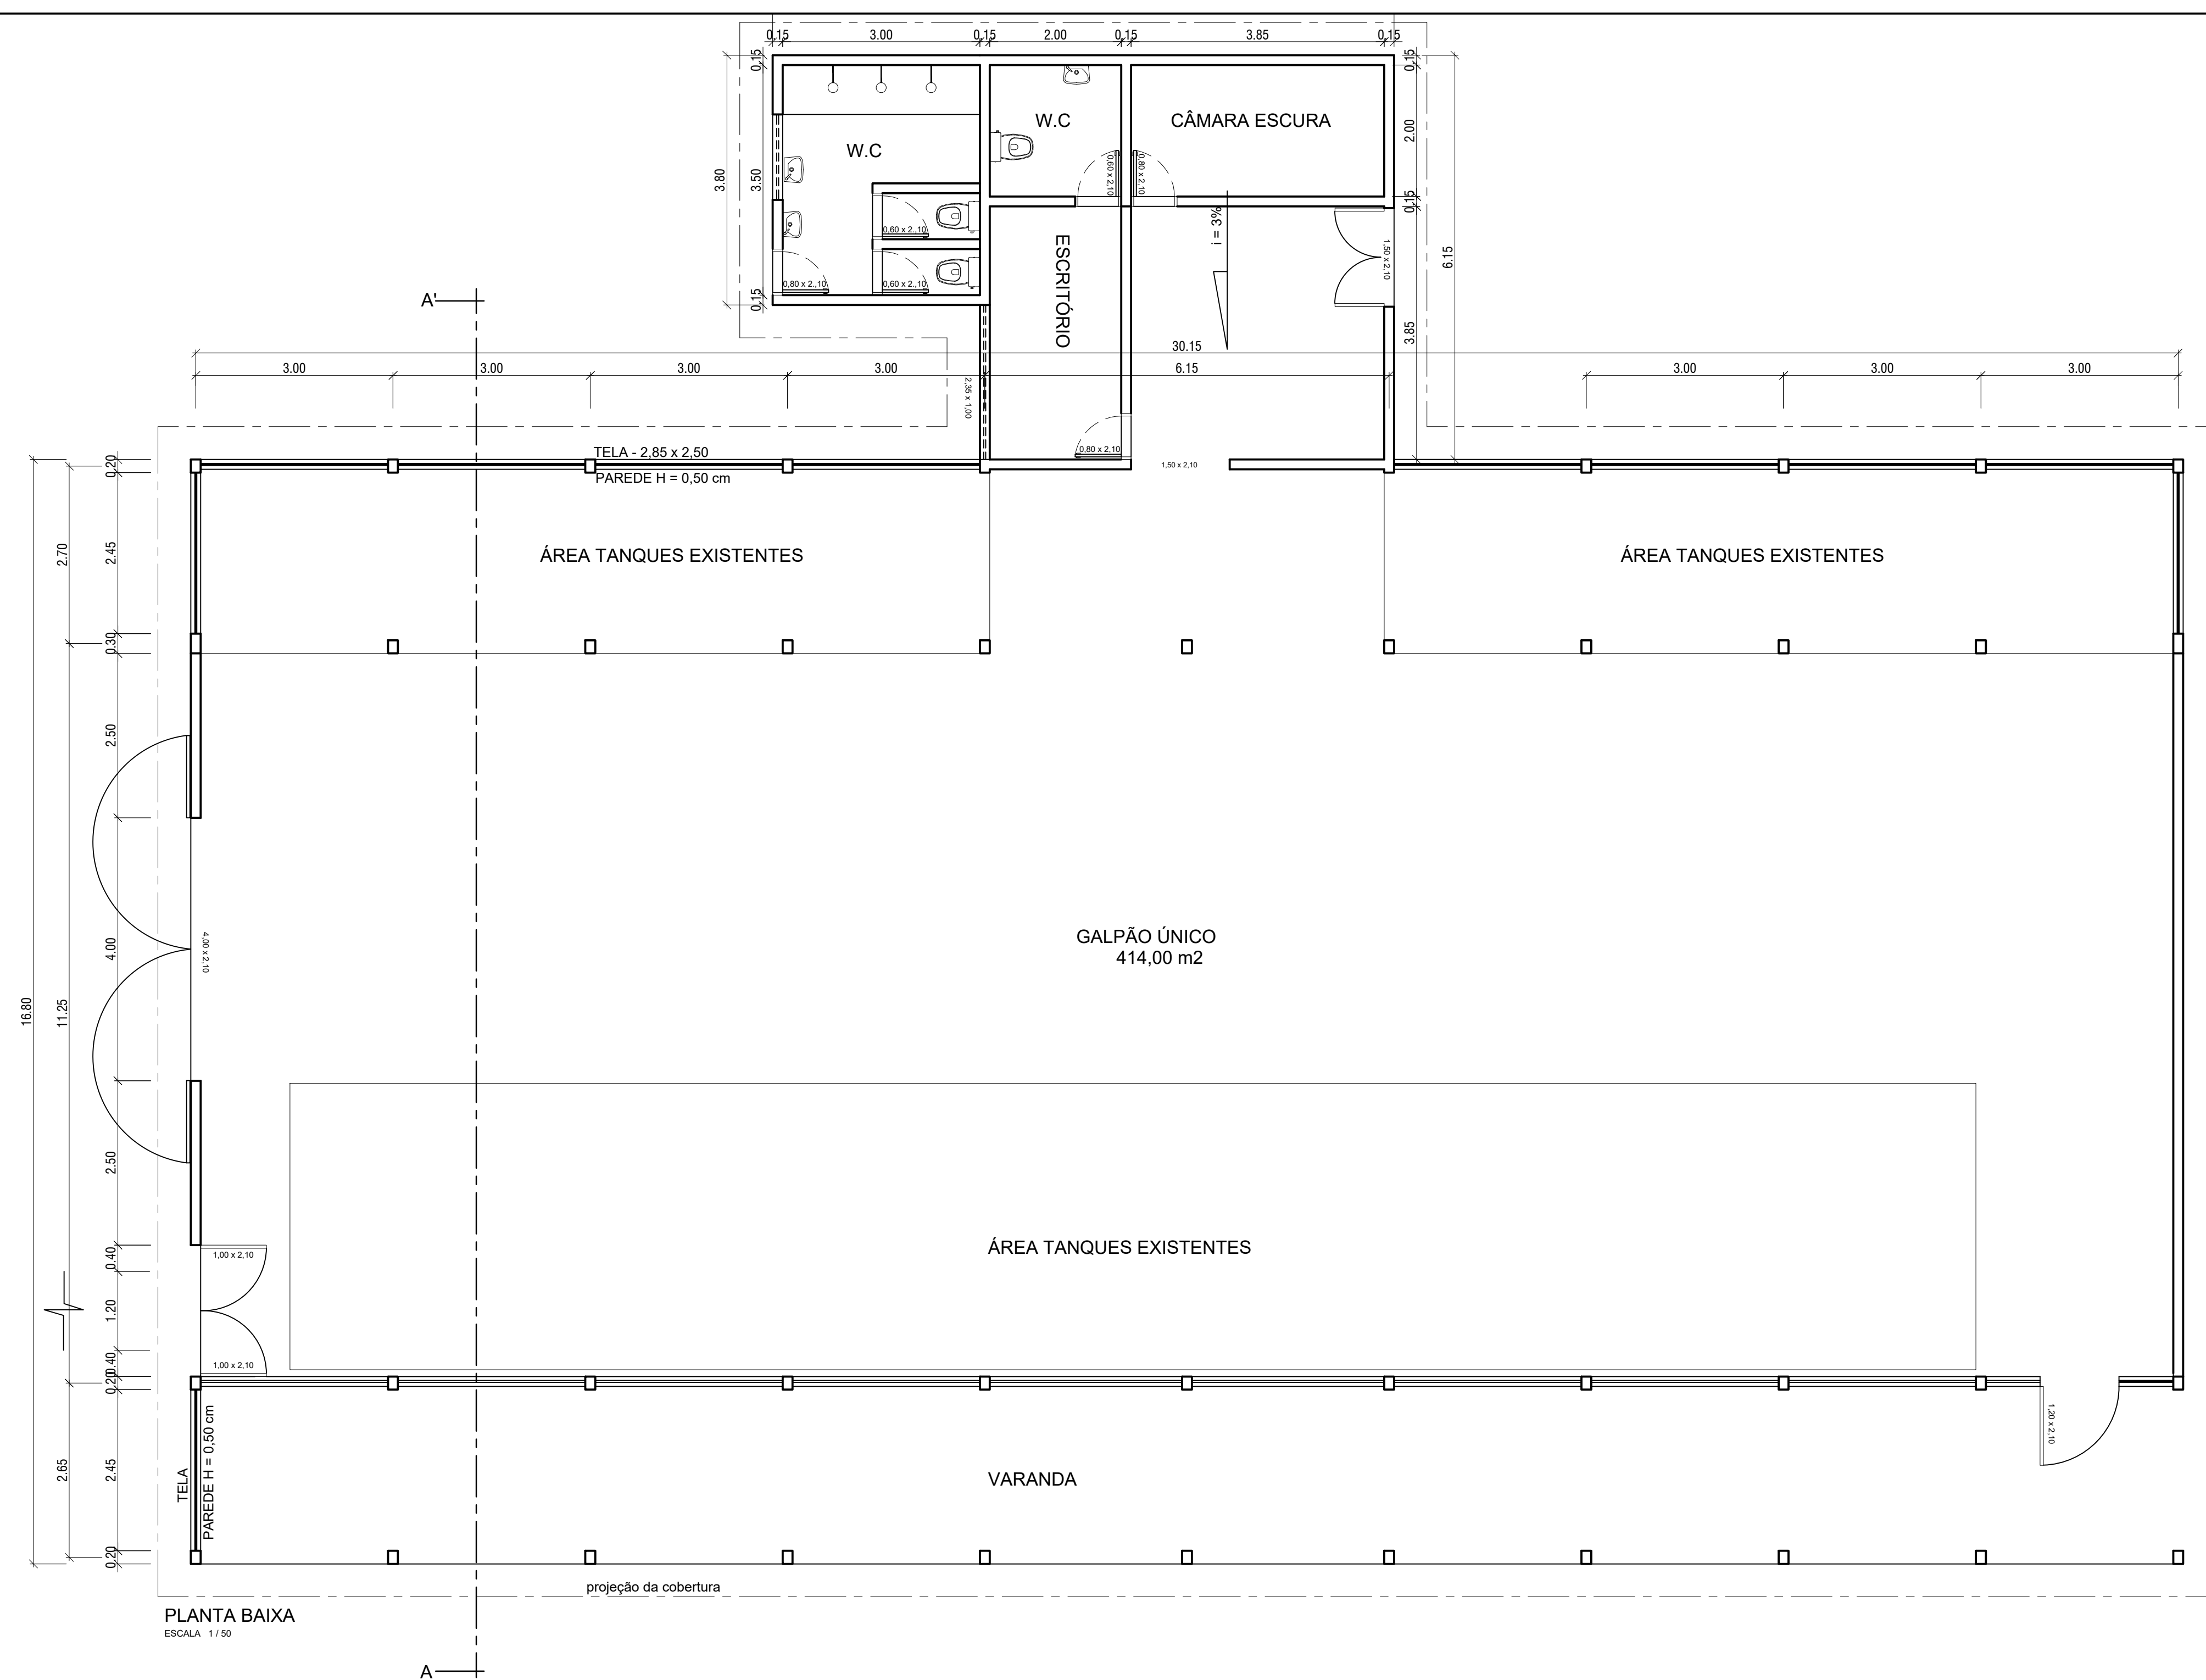 0,15 3.00 0,15 2.00 0,15 3.85 0,15
0,15
0,15
W.C
CÂMARA ESCURA
2.00
W.C
0,60 x 2,10
0,80 x 2,10
3.80
3.50
0,15
0,60 x 2.,10
i = 3%
1,50 x 2,10
6.15
ESCRITÓRIO
0,80 x 2.,10
0,60 x 2.,10
0,15
A'
3.85
30.15
3.00 3.00 3.00 3.00 6.15 3.00 3.00 3.00
2,35 x 1,00
TELA - 2,85 x 2,50
0,80 x 2,10
0.20
1,50 x 2,10
PAREDE H = 0,50 cm
2.70
2.45
ÁREA TANQUES EXISTENTES
ÁREA TANQUES EXISTENTES
0.30
2.50
GALPÃO ÚNICO
4.00
4,00 x 2,10
414,00 m2
16.80
11.25
2.50
ÁREA TANQUES EXISTENTES
0.40
1,00 x 2,10
1.20
0.40
1,00 x 2,10
0.20
1,20 x 2,10
PAREDE H = 0,50 cm
2.65
2.45
TELA
VARANDA
0.20
projeção da cobertura
PLANTA BAIXA
ESCALA 1 / 50
A